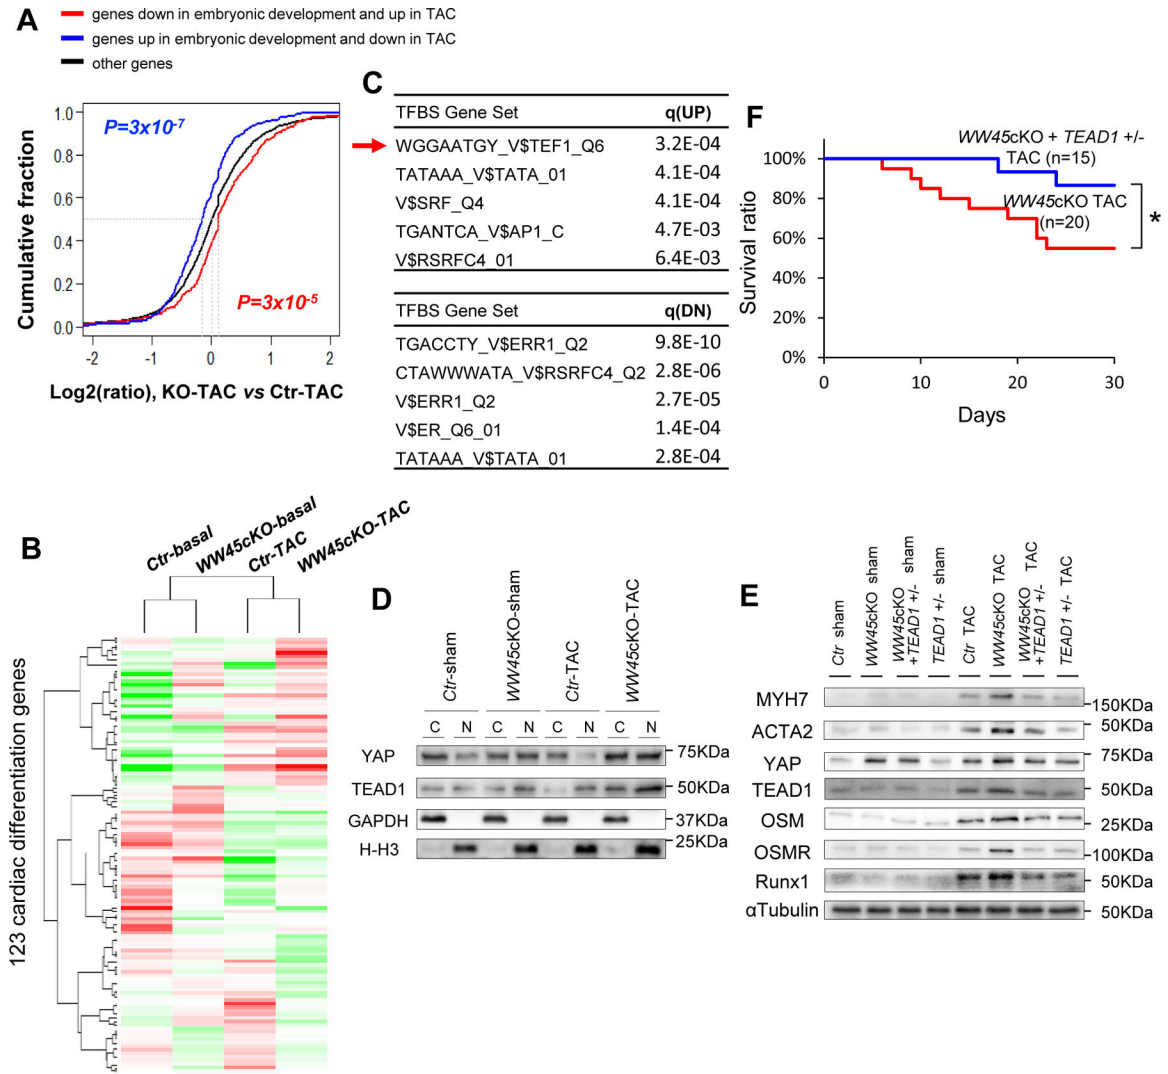 A
genes down in embryonic development and up in TAC
genes up in embryonic development and down in TAC
other genes
P=3x10-7
P=3x10-5
Cumulative fraction
1.0
0.8
0.6
0.4
0.2
0.0
-2
-1
0
1
2
Log2(ratio), KO-TAC vs Ctr-TAC
C
TFBS Gene Set q(UP)
WGGAATGY_V$TEF1_Q6 3.2E-04
TATAAA_V$TATA_01 4.1E-04
V$SRF_Q4 4.1E-04
TGANTCA_V$AP1_C 4.7E-03
V$RSRFC4_01 6.4E-03
TFBS Gene Set q(DN)
TGACCTY_V$ERR1_Q2 9.8E-10
CTAWWWATA_V$RSRFC4_Q2 2.8E-06
V$ERR1_Q2 2.7E-05
V$ER_Q6_01 1.4E-04
TATAAA_V$TATA_01 2.8E-04
F
WW45cKO + TEAD1 +/-
TAC (n=15)
WW45cKO TAC
(n=20)
*
Survival ratio
100%
80%
60%
40%
20%
0%
0
10
20
30
Days
B
Ctr-basal
WW45cKO-basal
Ctr-TAC
WW45cKO-TAC
123 cardiac differentiation genes
D
Ctr-sham
WW45cKO-sham
Ctr-TAC
WW45cKO-TAC
C N C N C N C N
YAP 75KDa
TEAD1 50KDa
GAPDH 37KDa
H-H3 25KDa
E
Ctr sham
WW45cKO sham
WW45cKO sham
+TEAD1 +/-
TEAD1 +/- sham
Ctr TAC
WW45cKO TAC
WW45cKO TAC
+TEAD1 +/-
TEAD1 +/- TAC
MYH7 150KDa
ACTA2 50KDa
YAP 75KDa
TEAD1 50KDa
OSM 25KDa
OSMR 100KDa
Runx1 50KDa
αTubulin 50KDa